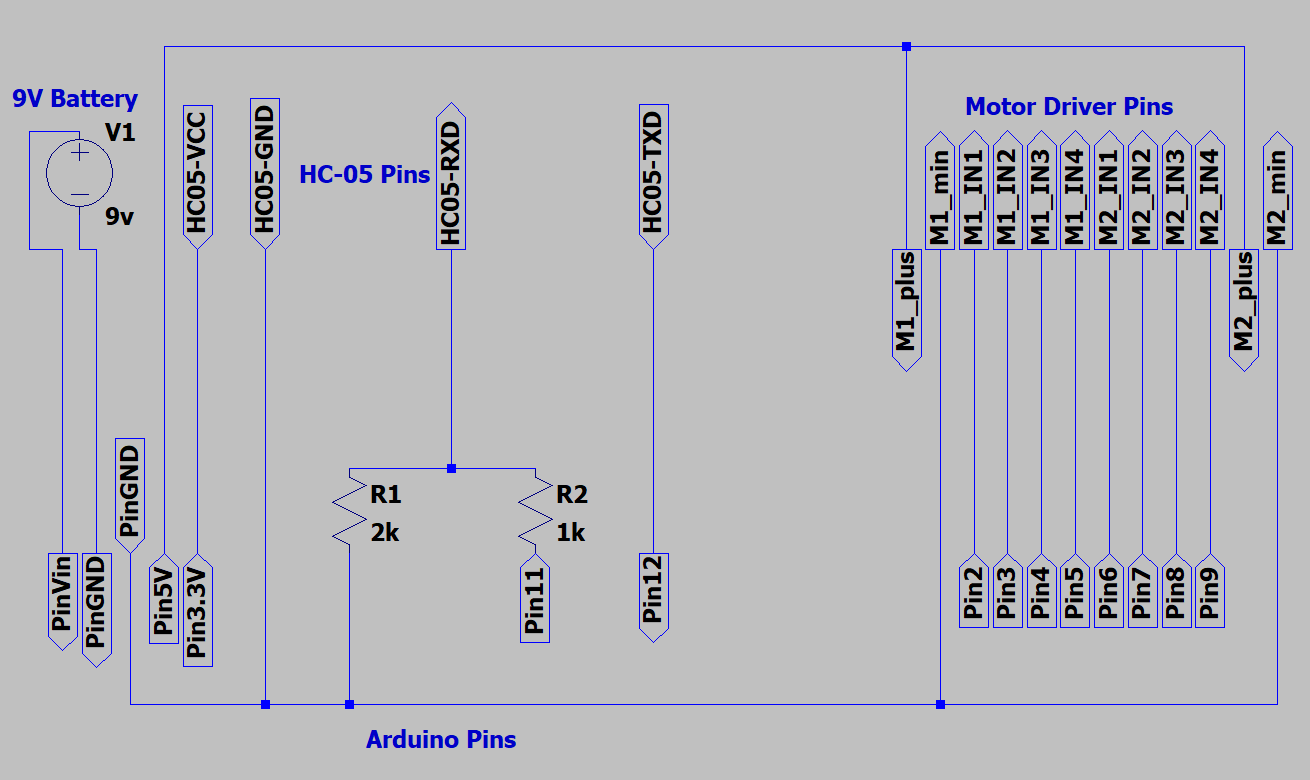 9V Battery
V1
9v
HC05-VCC
HC05-GND
HC-05 Pins
HC05-RXD
HC05-TXD
Motor Driver Pins
M1_plus
M1_min
M1_IN1
M1_IN2
M1_IN3
M1_IN4
M2_IN1
M2_IN2
M2_IN3
M2_IN4
M2_plus
M2_min
R1
2k
R2
1k
PinVin
PinGND
PinGND
Pin5V
Pin3.3V
Pin11
Pin12
Pin2
Pin3
Pin4
Pin5
Pin6
Pin7
Pin8
Pin9
Arduino Pins